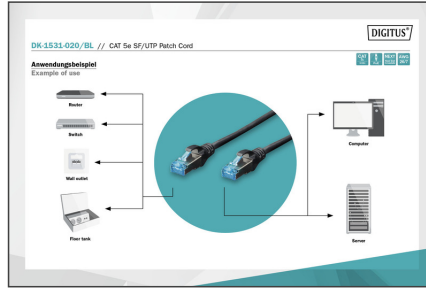 DIGITUS®
DK-1531-020/BL // CAT 5e SF/UTP Patch Cord
Anwendungsbeispiel
Example of use
Router
Switch
Wall outlet
Floor tank
Computer
Server